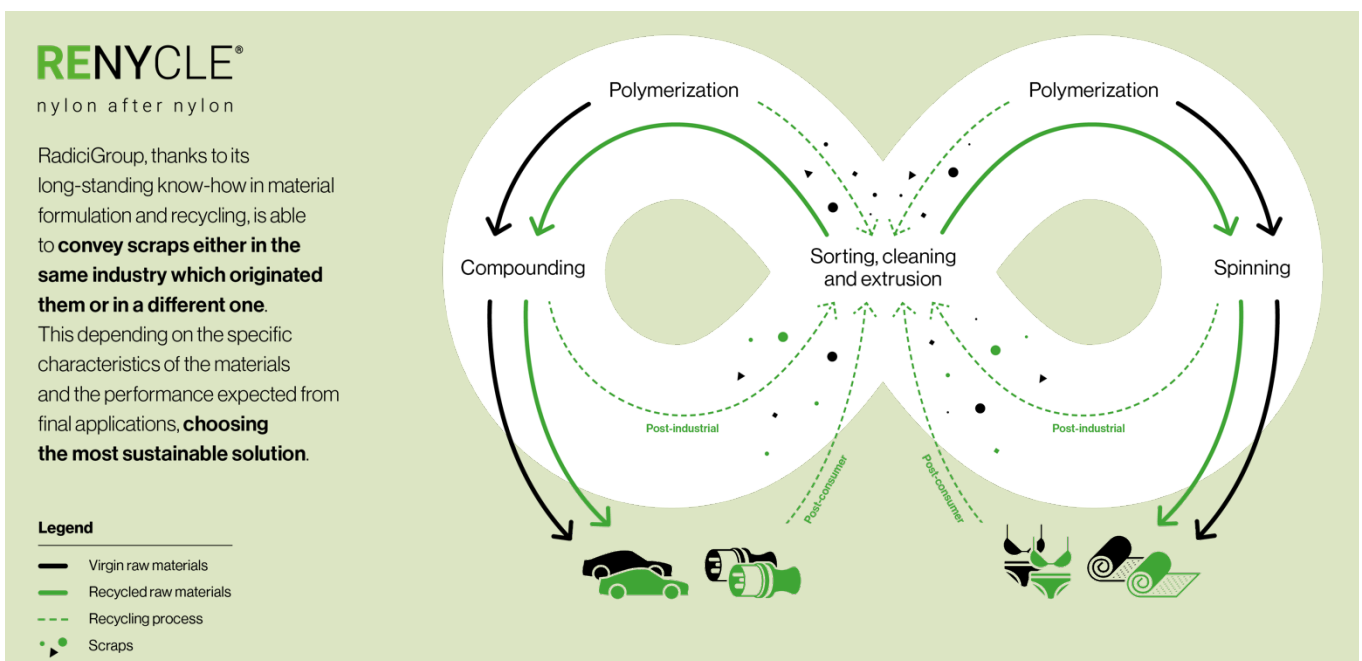 RENYCLE®
nylon after nylon
RadiciGroup, thanks to its
long-standing know-how in material
formulation and recycling, is able
to convey scraps either in the
same industry which originated
them or in a different one.
This depending on the specific
characteristics of the materials
and the performance expected from
final applications, choosing
the most sustainable solution.
Legend
Virgin raw materials
Recycled raw materials
Recycling process
Scraps
Polymerization
Polymerization
Compounding
Sorting, cleaning
and extrusion
Spinning
Post-industrial
Post-industrial
Post-consumer
Post-consumer